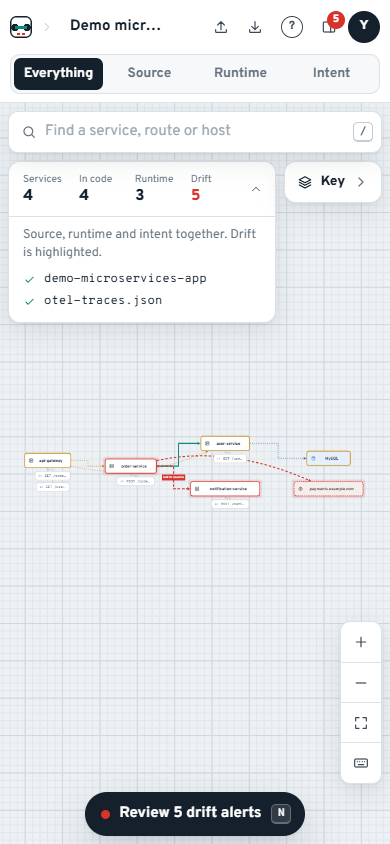 Demo micr...
?
5
Y
Everything
Source
Runtime
Intent
Find a service, route or host
/
Services
In code
Runtime
Drift
4
4
3
5
Key
Source, runtime and intent together. Drift
is highlighted.
demo-microservices-app
otel-traces.json
user-service
api-gateway
order-service
MySQL
notification-service
payments.example.com
Review 5 drift alerts
N